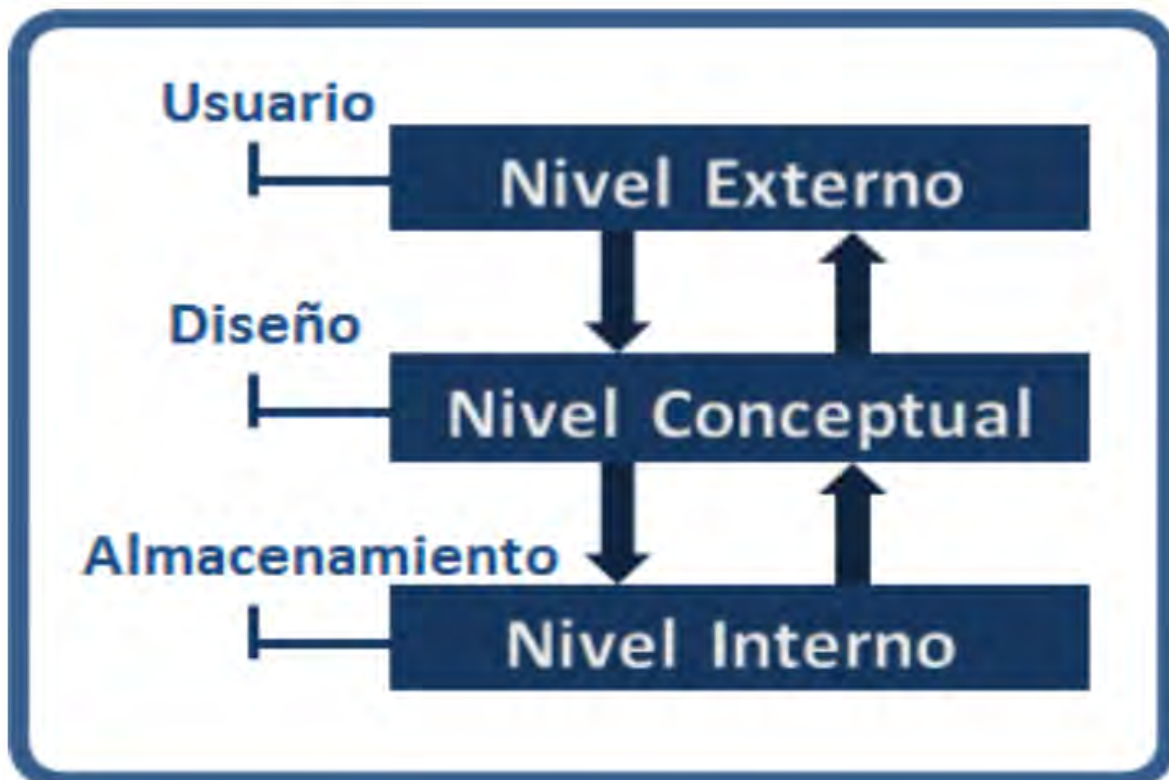 Usuario
Nivel Externo
Diseño
Nivel Conceptual
Almacenamiento
Nivel Interno